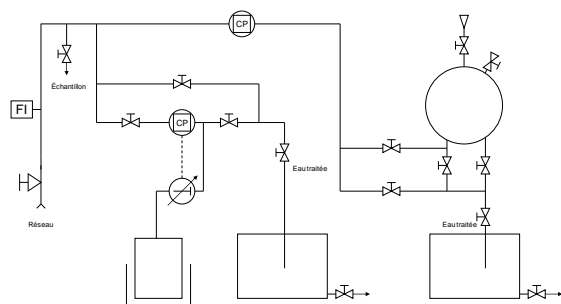 CP
Échantillon
FI
CP
Eau traitée
Réseau
Eau traitée